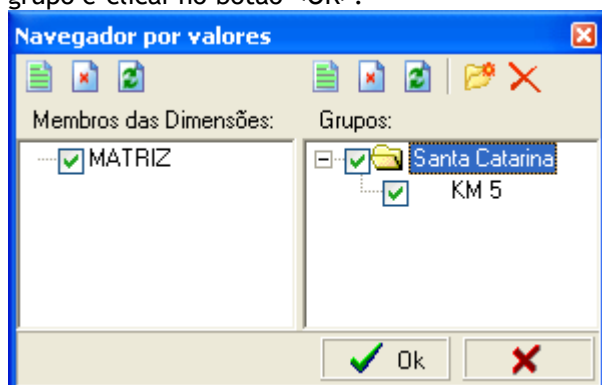 grupo e clicar no botão <OK>.
Navegador por valores
Membros das Dimensões:
Grupos:
MATRIZ
Santa Catarina
KM 5
Ok